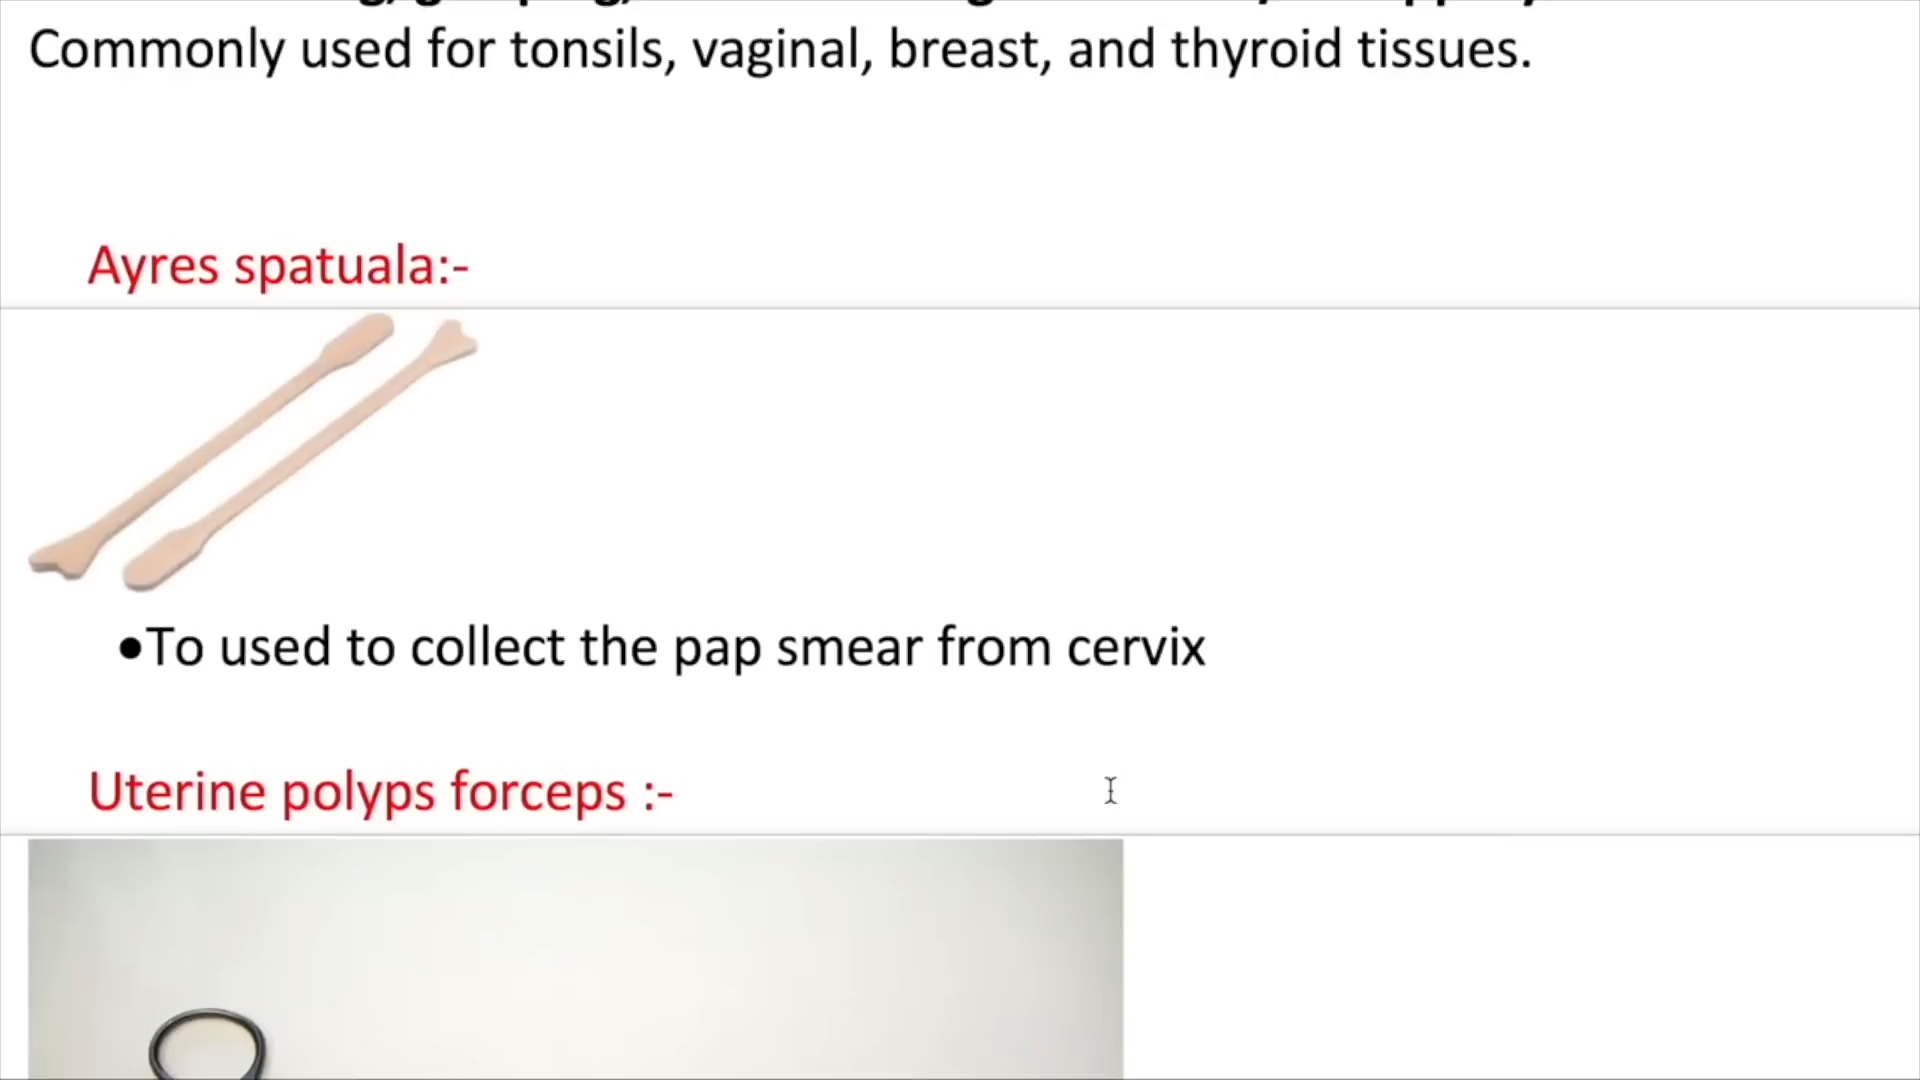 Commonly used for tonsils, vaginal, breast, and thyroid tissues.
Ayres spatuala:-
•To used to collect the pap smear from cervix
Uterine polyps forceps :-